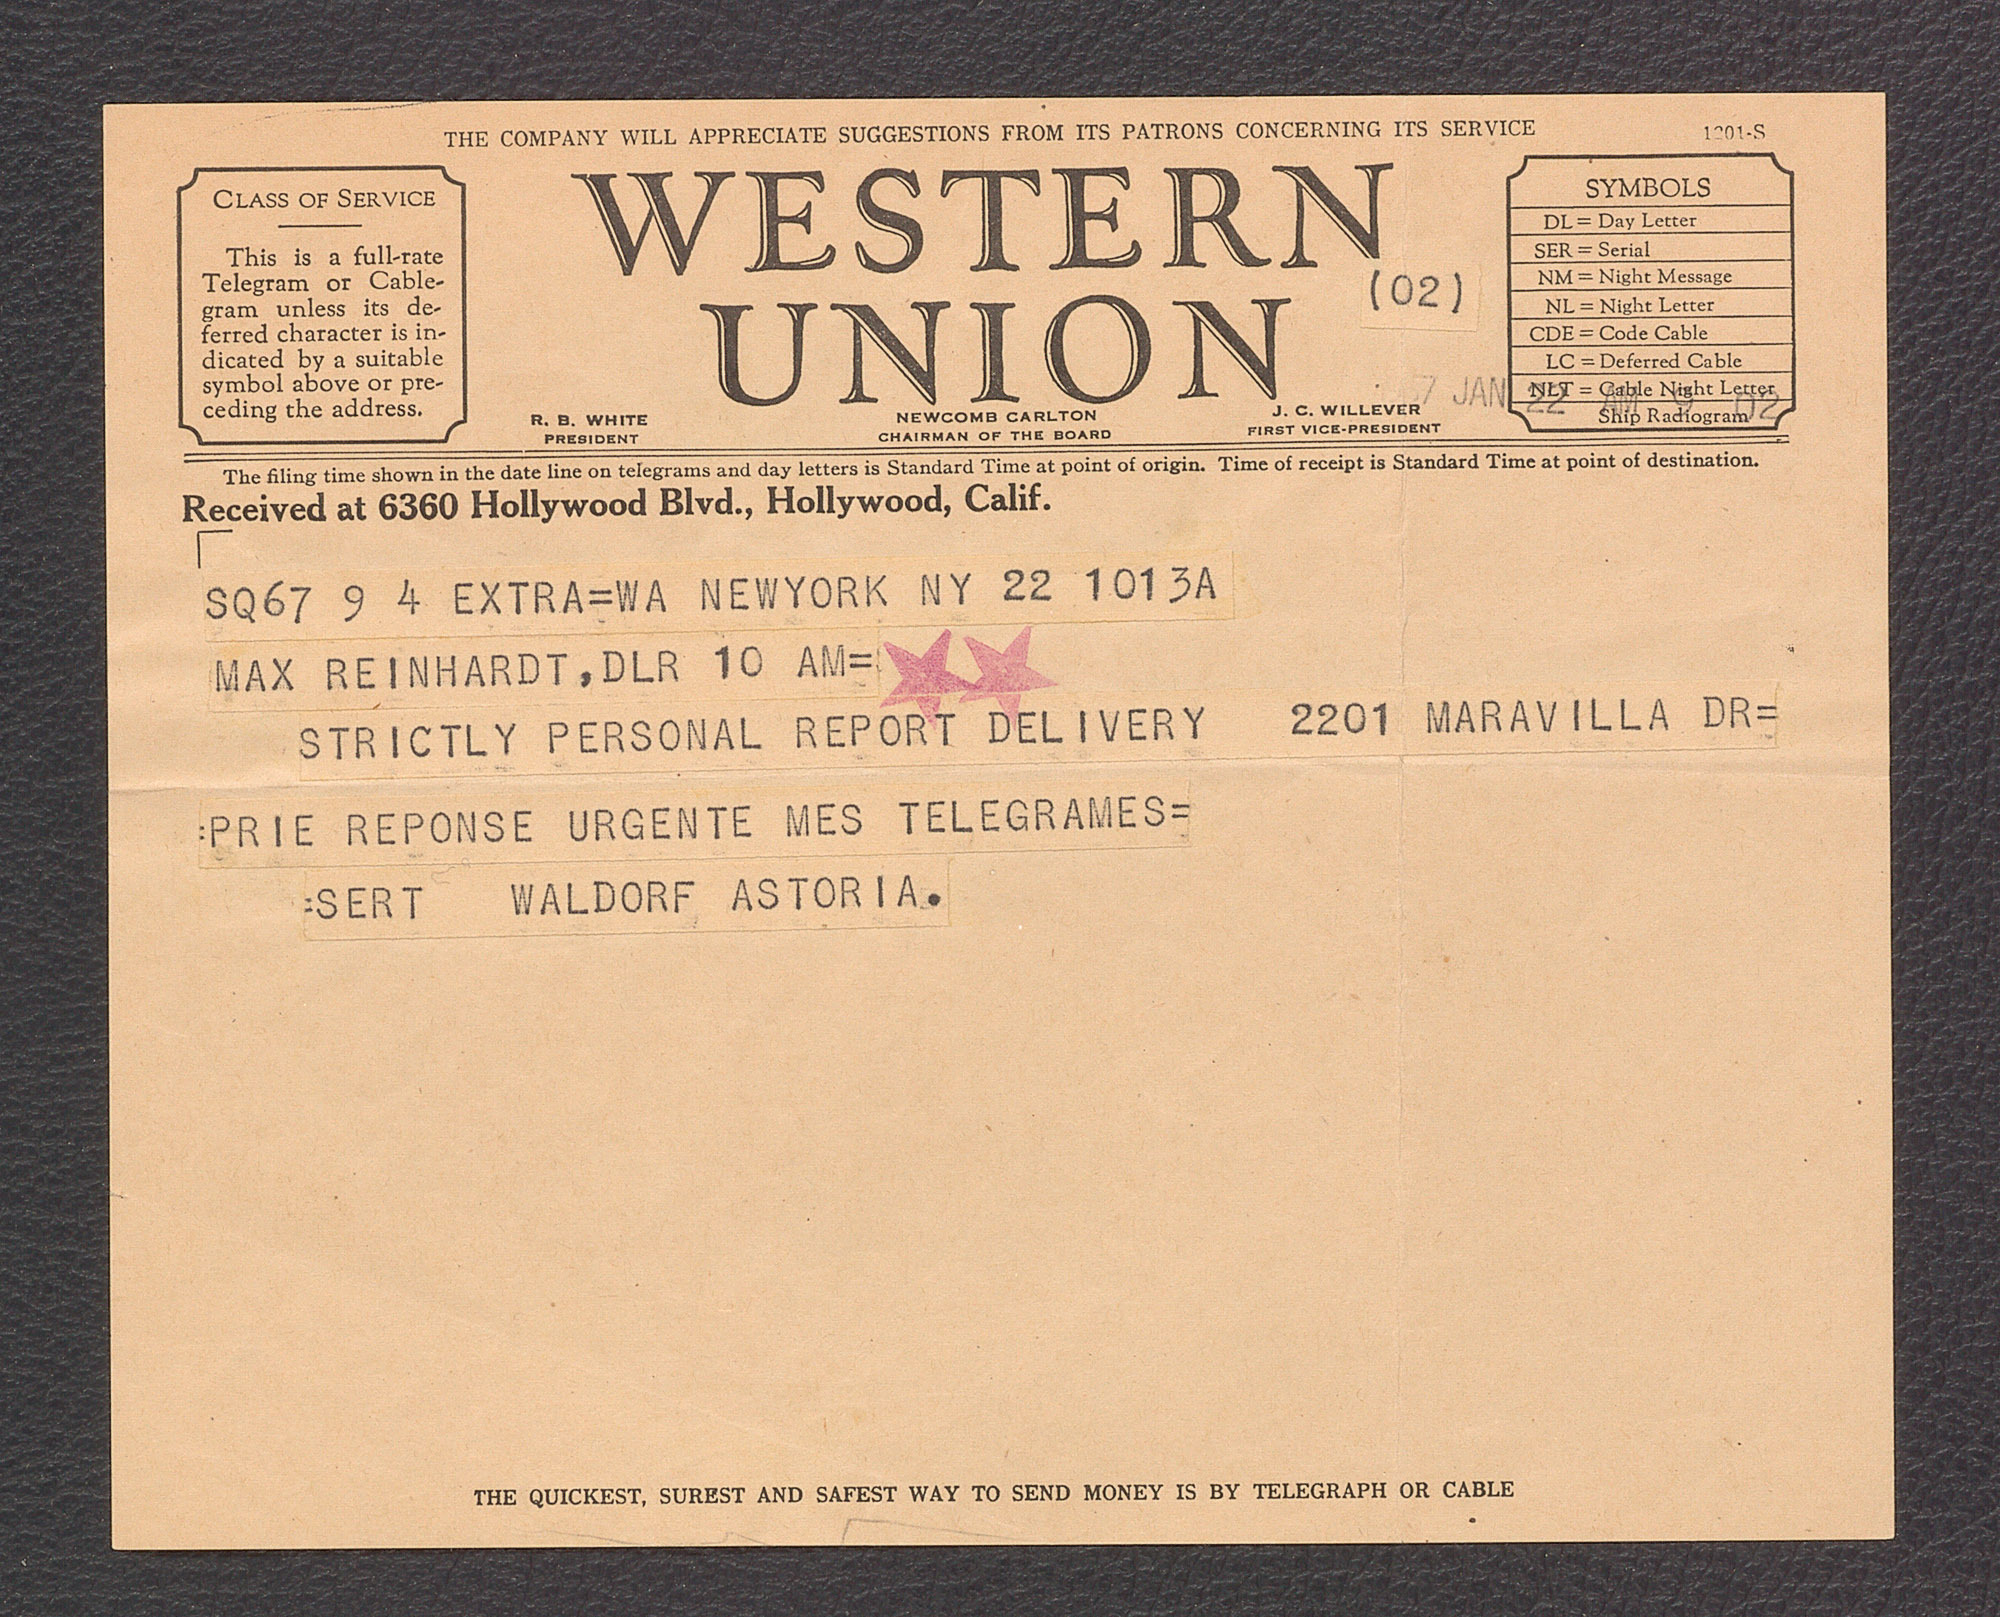 THE COMPANY WILL APPRECIATE SUGGESTIONS FROM ITS PATRONS CONCERNING ITS SERVICE
1201-S
CLASS OF SERVICE
This is a full-rate
Telegram or Cable-
gram unless its de-
ferred character is in-
dicated by a suitable
symbol above or pre-
ceding the address.
WESTERN
UNION
(02)
SYMBOLS
DL = Day Letter
SER = Serial
NM = Night Message
NL = Night Letter
CDE = Code Cable
LC = Deferred Cable
NLT = Cable Night Letter
Ship Radiogram
7 JAN 22 AM 9 02
R. B. WHITE
PRESIDENT
NEWCOMB CARLTON
CHAIRMAN OF THE BOARD
J. C. WILLEVER
FIRST VICE-PRESIDENT
The filing time shown in the date line on telegrams and day letters is Standard Time at point of origin. Time of receipt is Standard Time at point of destination.
Received at 6360 Hollywood Blvd., Hollywood, Calif.
SQ67 9 4 EXTRA=WA NEWYORK NY 22 1013A
MAX REINHARDT,DLR 10 AM=
STRICTLY PERSONAL REPORT DELIVERY 2201 MARAVILLA DR=
:PRIE REPONSE URGENTE MES TELEGRAMES=
:SERT WALDORF ASTORIA.
THE QUICKEST, SUREST AND SAFEST WAY TO SEND MONEY IS BY TELEGRAPH OR CABLE